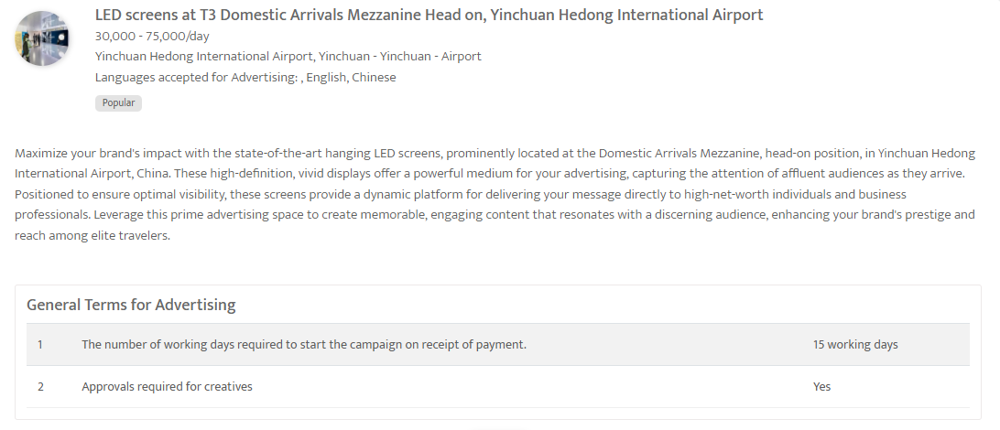 LED screens at T3 Domestic Arrivals Mezzanine Head on, Yinchuan Hedong International Airport
30,000 - 75,000/day
Yinchuan Hedong International Airport, Yinchuan - Yinchuan - Airport
Languages accepted for Advertising: , English, Chinese
Popular
Maximize your brand's impact with the state-of-the-art hanging LED screens, prominently located at the Domestic Arrivals Mezzanine, head-on position, in Yinchuan Hedong
International Airport, China. These high-definition, vivid displays offer a powerful medium for your advertising, capturing the attention of affluent audiences as they arrive.
Positioned to ensure optimal visibility, these screens provide a dynamic platform for delivering your message directly to high-net-worth individuals and business
professionals. Leverage this prime advertising space to create memorable, engaging content that resonates with a discerning audience, enhancing your brand's prestige and
reach among elite travelers.
General Terms for Advertising
1 The number of working days required to start the campaign on receipt of payment. 15 working days
2 Approvals required for creatives Yes